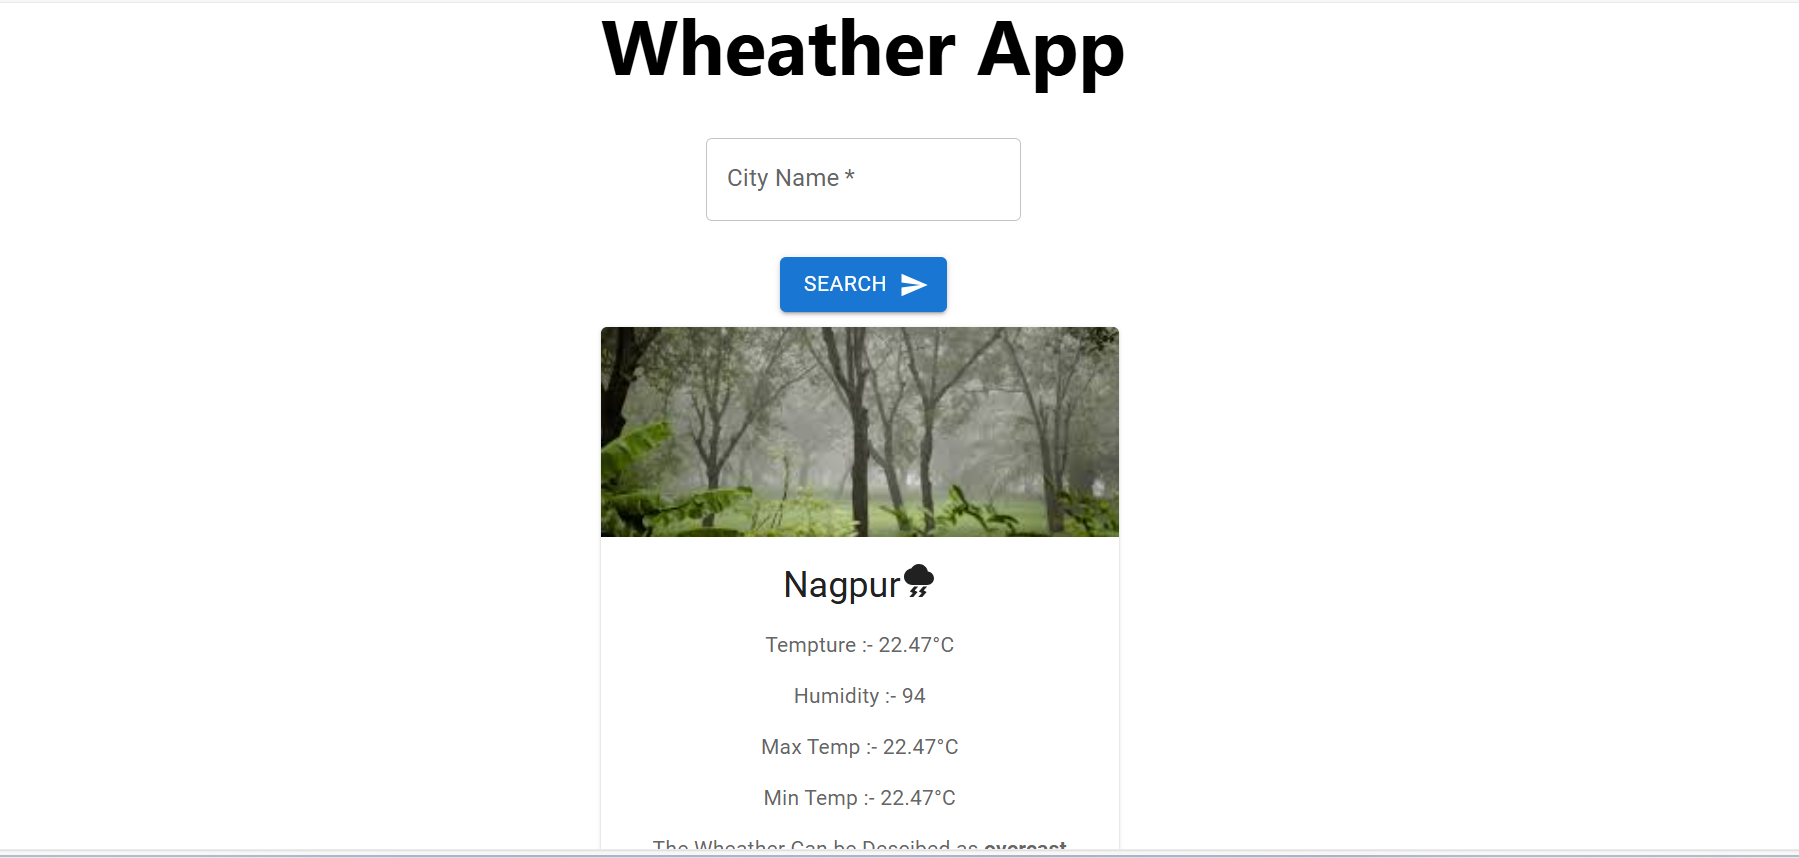 Wheather App
City Name *
SEARCH
Nagpur
Tempture :- 22.47°C
Humidity :- 94
Max Temp :- 22.47°C
Min Temp :- 22.47°C
The Wheather Can be Descibed as overcast